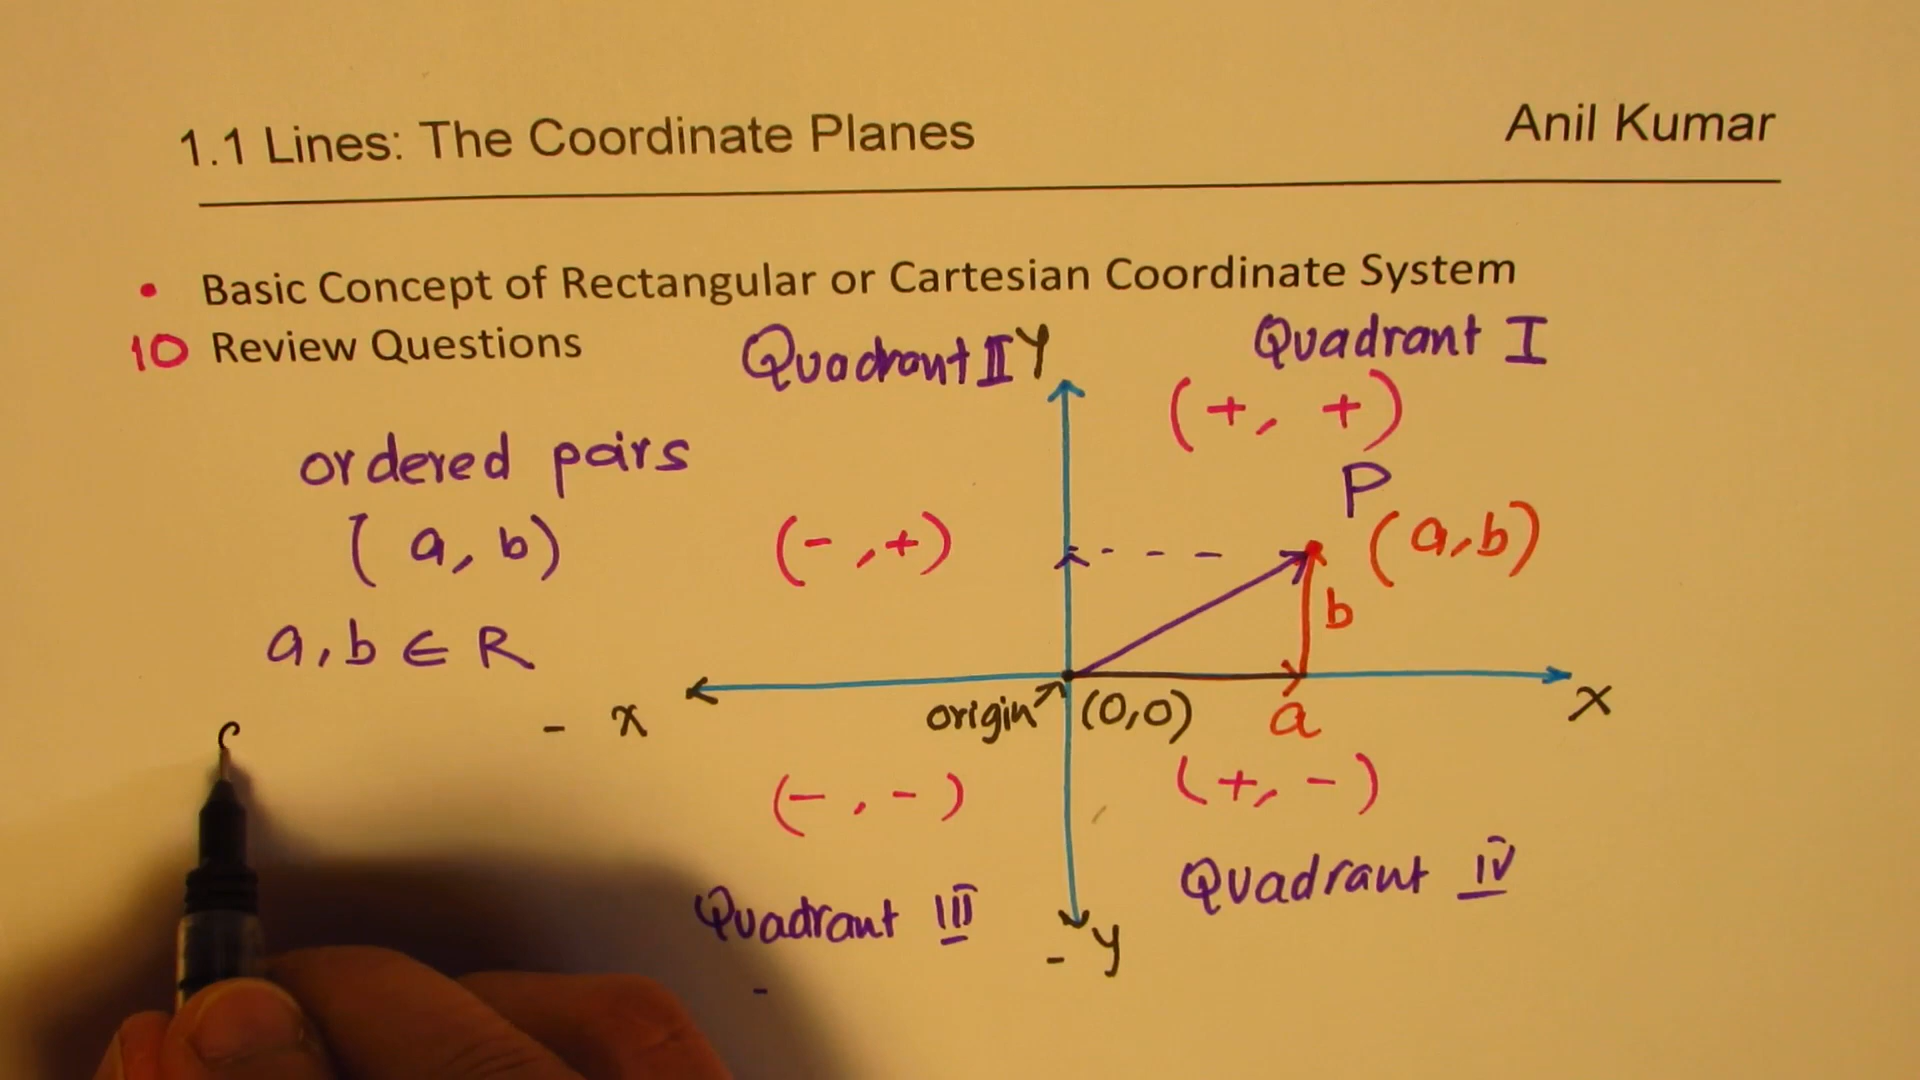 1.1 Lines: The Coordinate Planes
Anil Kumar
• Basic Concept of Rectangular or Cartesian Coordinate System
10 Review Questions
Quadrant II
Y
Quadrant I
(+, +)
ordered pairs
P
(a, b)
(-, +)
(a, b)
b
a, b ∈ R
- x
origin
(0,0)
a
x
(-, -)
(+, -)
Quadrant III
Quadrant IV
- y